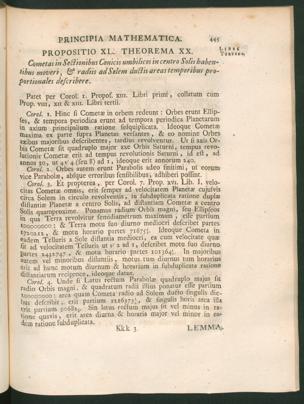 PRINCIPIA MATHEMATICA. 445
PROPOSITIO XL. THEOREMA XX.
LIBER
TERTIUS.
Cometas in Sectionibus Conicis umbilicos in centro Solis haben-
tibus moveri, & radiis ad Solem ductis areas temporibus pro-
portionales describere.
Patet per Corol. 1. Propof. XIII. Libri primi, collatum cum
Prop. VIII, XII & XIII. Libri tertii.
Corol. 1. Hinc si Cometæ in orbem redeunt: Orbes erunt Ellip-
ses, & tempora periodica erunt ad tempora periodica Planetarum
in axium principalium ratione sesquiplicata. Ideoque Cometæ
maxima ex parte supra Planetas versantes, & eo nomine Orbes
axibus majoribus describentes, tardius revolventur. Ut si axis Or-
bis Cometæ sit quadruplo major axe Orbis Saturni, tempus revo-
lutionis Cometæ erit ad tempus revolutionis Saturni, id est, ad
annos 30, ut 4√4 (seu 8) ad 1, ideoque erit annorum 240.
Corol. 2. Orbes autem erunt Parabolis adeo finitimi, ut eorum
vice Parabolæ, absque erroribus sensibilibus, adhiberi possint.
Corol. 3. Et propterea, per Corol. 7. Prop. XVI. Lib. I. velo-
citas Cometæ omnis, erit semper ad velocitatem Planetæ cujusvis
circa Solem in circulo revolventis, in subduplicata ratione duplæ
distantiæ Planetæ a centro Solis, ad distantiam Cometæ a centro
Solis quamproxime. Ponamus radium Orbis magni, seu Ellipseos
in qua Terra revolvitur semidiametrum maximam, esse partium
100000000: & Terra motu suo diurno mediocri describet partes
1720212, & motu horario partes 71675½. Ideoque Cometa in
eadem Telluris a Sole distantia mediocri, ea cum velocitate quæ
sit ad velocitatem Telluris ut √2 ad 1, describet motu suo diurno
partes 2432747, & motu horario partes 101364½. In majoribus
autem vel minoribus distantiis, motus tum diurnus tum horarius
erit ad hunc motum diurnum & horarium in subduplicata ratione
distantiarum reciproce, ideoque datur.
Corol. 4. Unde si Latus rectum Parabolæ quadruplo majus sit
radio Orbis magni, & quadratum radii illius ponatur esse partium
100000000: area quam Cometa radio ad Solem ducto singulis die-
bus describit, erit partium 1216373½, & singulis horis area illa
erit partium 50682¼. Sin latus rectum majus sit vel minus in ra-
tione quavis, erit area diurna & horaria major vel minor in ea-
dem ratione subduplicata.
Kkk 3
LEMMA